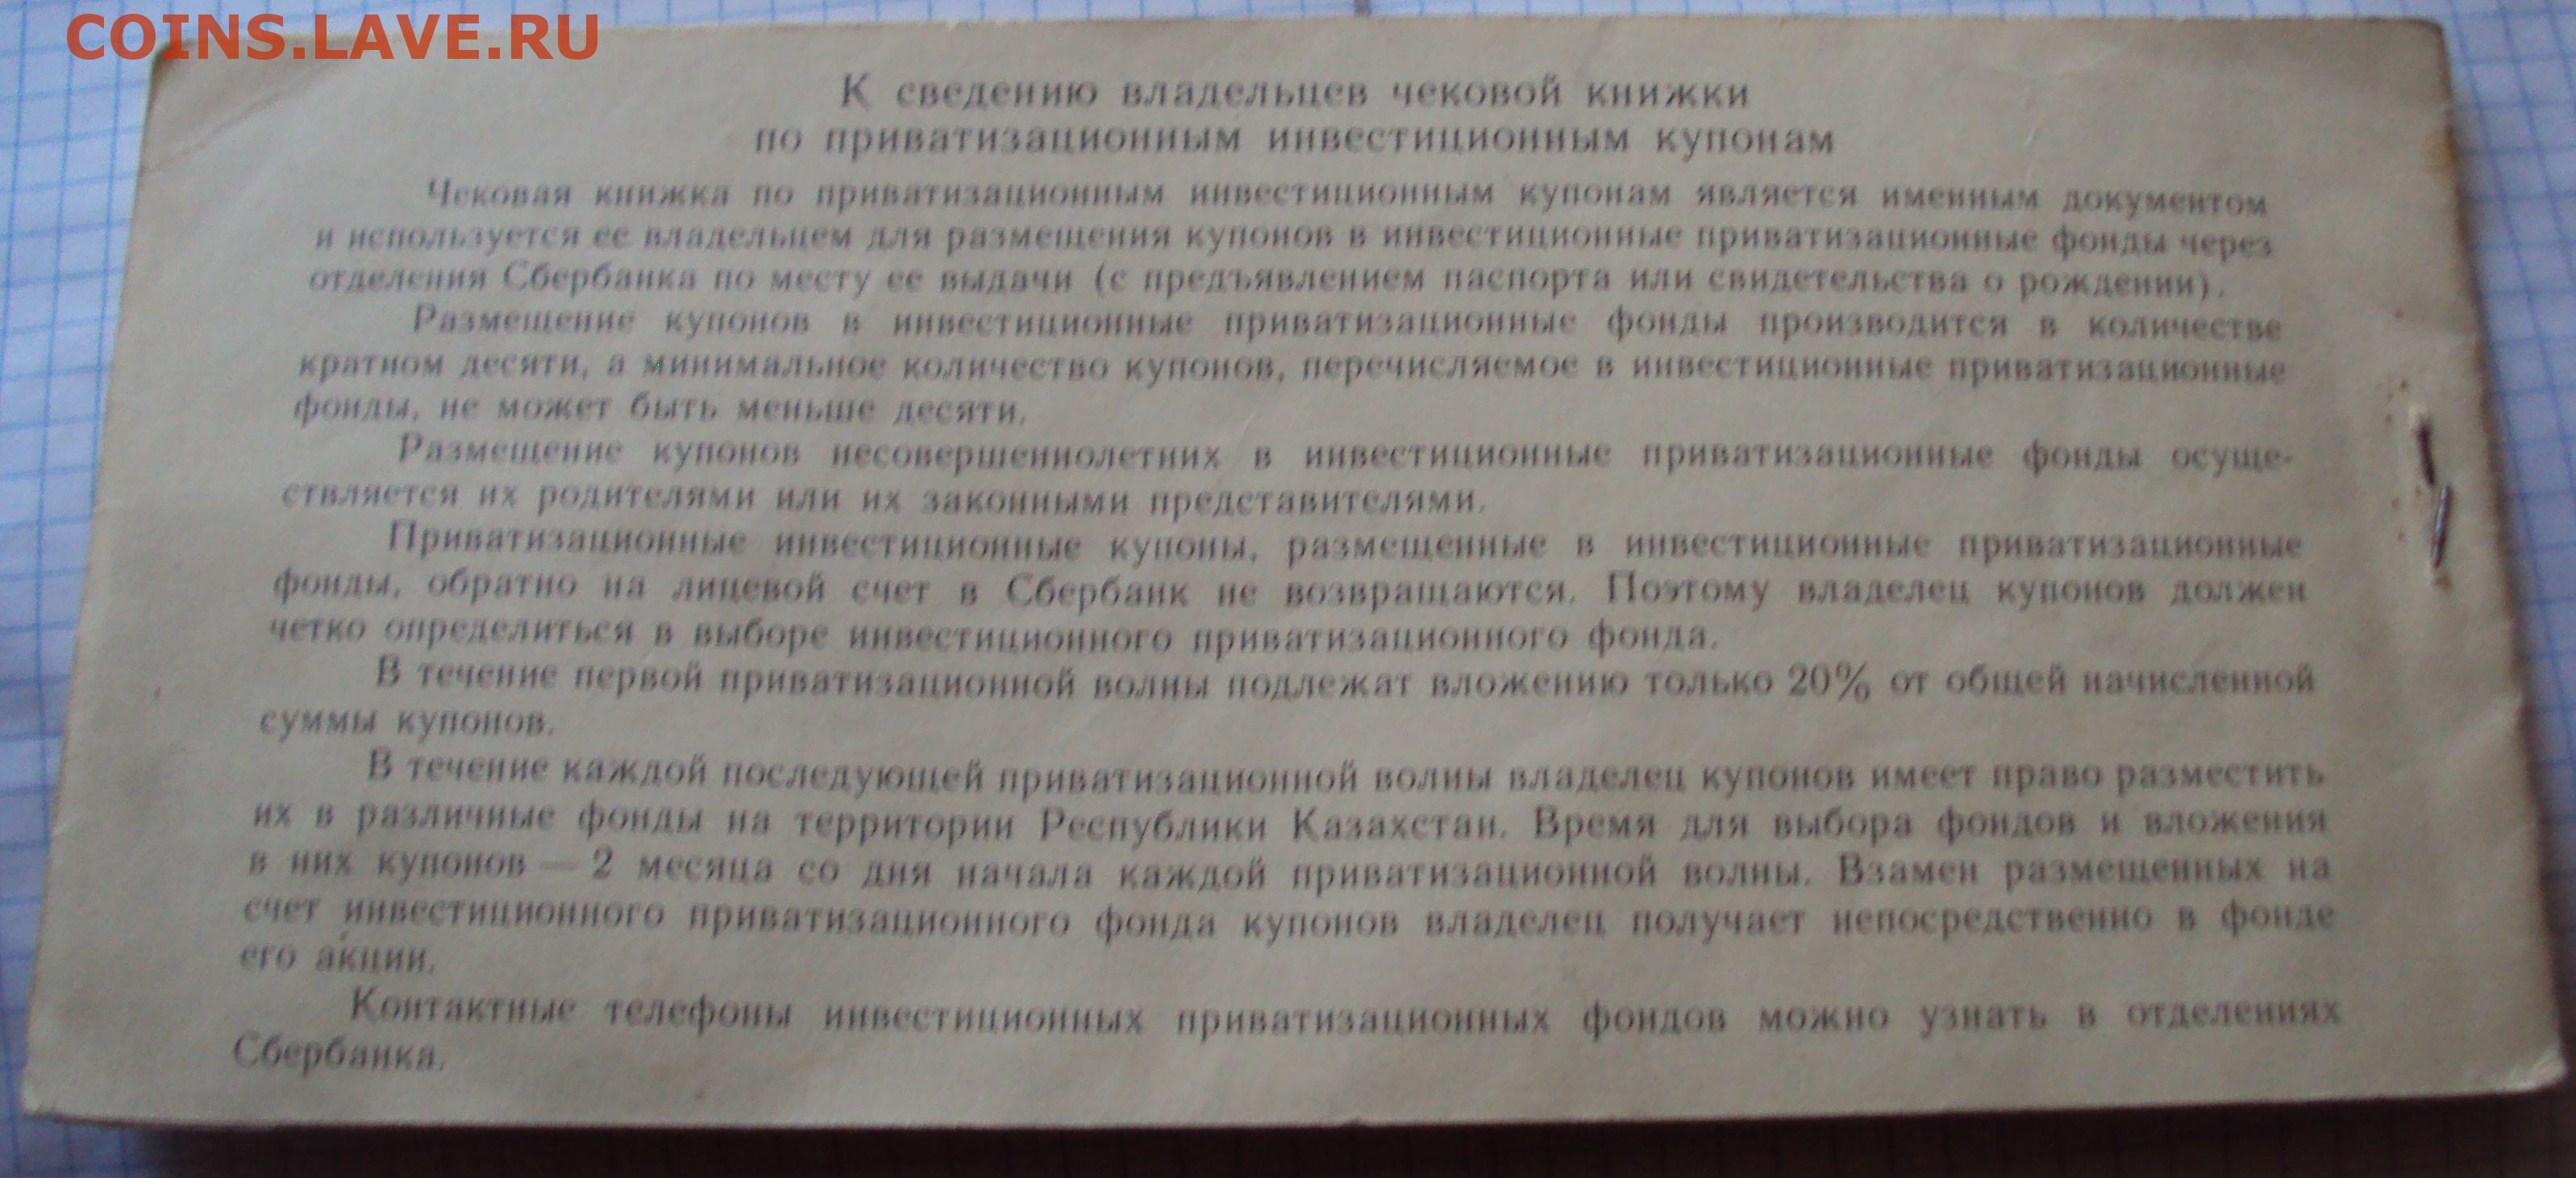 COINS.LAVE.RU
К сведению владельцев чековой книжки
по приватизационным инвестиционным купонам
Чековая книжка по приватизационным инвестиционным купонам является именным документом
и используется ее владельцем для размещения купонов в инвестиционные приватизационные фонды через
отделения Сбербанка по месту ее выдачи (с предъявлением паспорта или свидетельства о рождении).
Размещение купонов в инвестиционные приватизационные фонды производится в количестве
кратном десяти, а минимальное количество купонов, перечисляемое в инвестиционные приватизационные
фонды, не может быть меньше десяти.
Размещение купонов несовершеннолетних в инвестиционные приватизационные фонды осуще-
ствляется их родителями или их законными представителями.
Приватизационные инвестиционные купоны, размещенные в инвестиционные приватизационные
фонды, обратно на лицевой счет в Сбербанк не возвращаются. Поэтому владелец купонов должен
четко определиться в выборе инвестиционного приватизационного фонда.
В течение первой приватизационной волны подлежат вложению только 20% от общей начисленной
суммы купонов.
В течение каждой последующей приватизационной волны владелец купонов имеет право разместить
их в различные фонды на территории Республики Казахстан. Время для выбора фондов и вложения
в них купонов — 2 месяца со дня начала каждой приватизационной волны. Взамен размещенных на
счет инвестиционного приватизационного фонда купонов владелец получает непосредственно в фонде
его акции.
Контактные телефоны инвестиционных приватизационных фондов можно узнать в отделениях
Сбербанка.